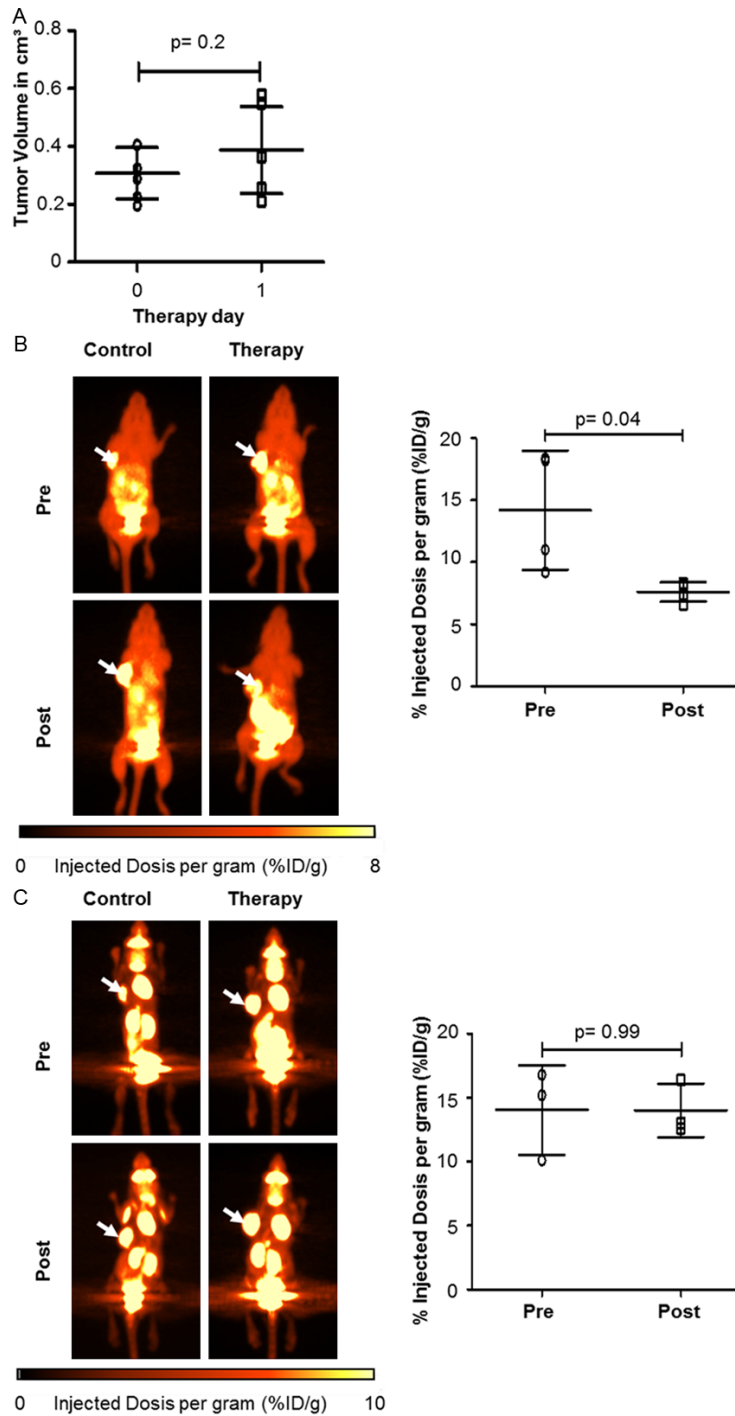 A
Tumor Volume in cm³
0.8
0.6
0.4
0.2
0
p= 0.2
0
1
Therapy day
B
Control
Therapy
Pre
Post
0
Injected Dosis per gram (%ID/g)
8
% Injected Dosis per gram (%ID/g)
20
15
10
5
0
p= 0.04
Pre
Post
C
Control
Therapy
Pre
Post
0
Injected Dosis per gram (%ID/g)
10
% Injected Dosis per gram (%ID/g)
20
15
10
5
0
p= 0.99
Pre
Post